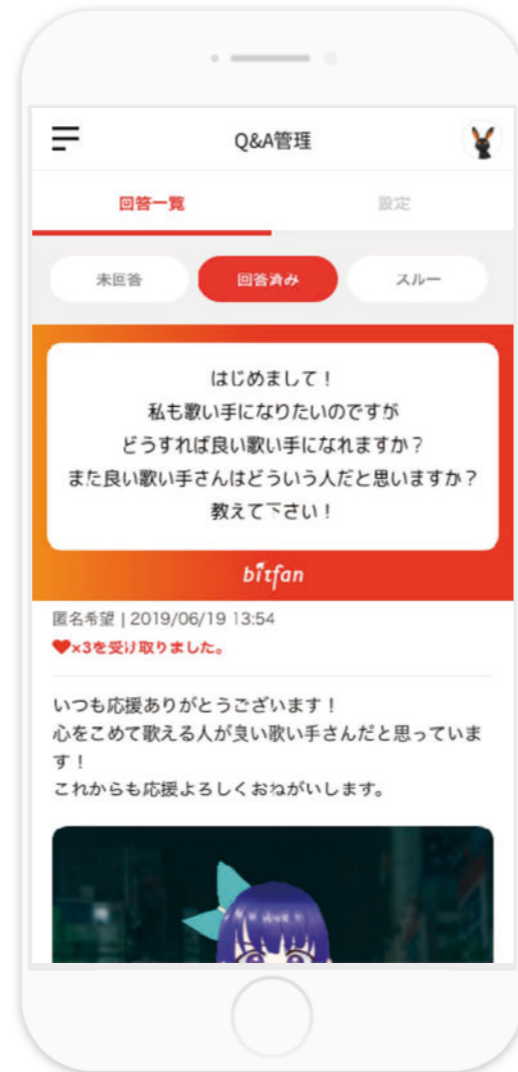 Q&A管理
回答一覧
設定
未回答
回答済み
スルー
はじめまして！
私も歌い手になりたいのですが
どうすれば良い歌い手になれますか？
また良い歌い手さんはどういう人だと思いますか？
教えて下さい！
bitfan
匿名希望 | 2019/06/19 13:54
❤×3を受け取りました。
いつも応援ありがとうございます！
心をこめて歌える人が良い歌い手さんだと思っていま
す！
これからも応援よろしくおねがいします。